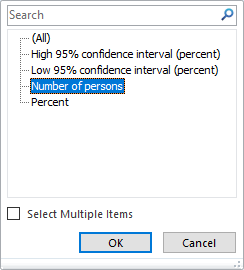 Search
(All)
High 95% confidence interval (percent)
Low 95% confidence interval (percent)
Number of persons
Percent
Select Multiple Items
OK
Cancel